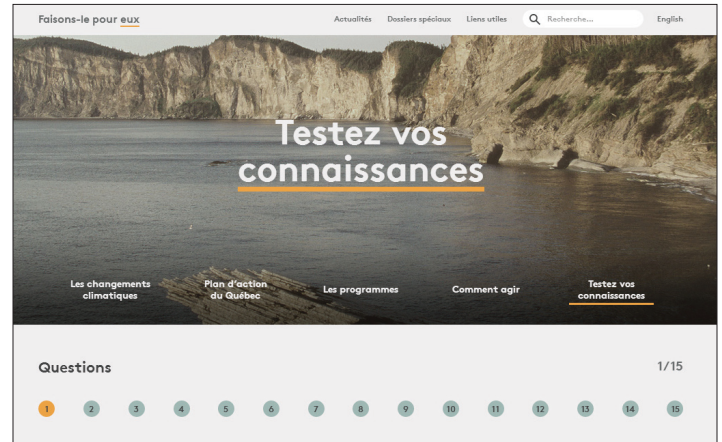 Faisons-le pour eux
Actualités Dossiers spéciaux Liens utiles Recherche... English
Testez vos
connaissances
Les changements
climatiques
Plan d'action
du Québec
Les programmes
Comment agir
Testez vos
connaissances
Questions 1/15
1 2 3 4 5 6 7 8 9 10 11 12 13 14 15